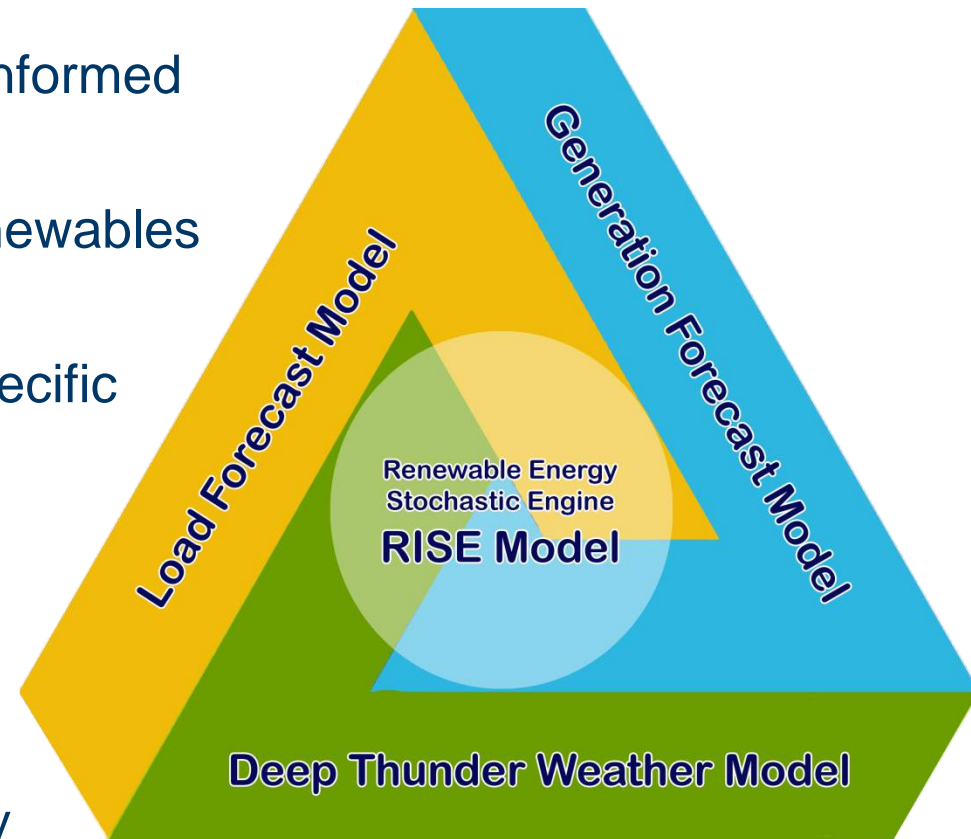 nformed
newables
ecific
y
Load Forecast Model
Generation Forecast Model
Renewable Energy
Stochastic Engine
RISE Model
Deep Thunder Weather Model